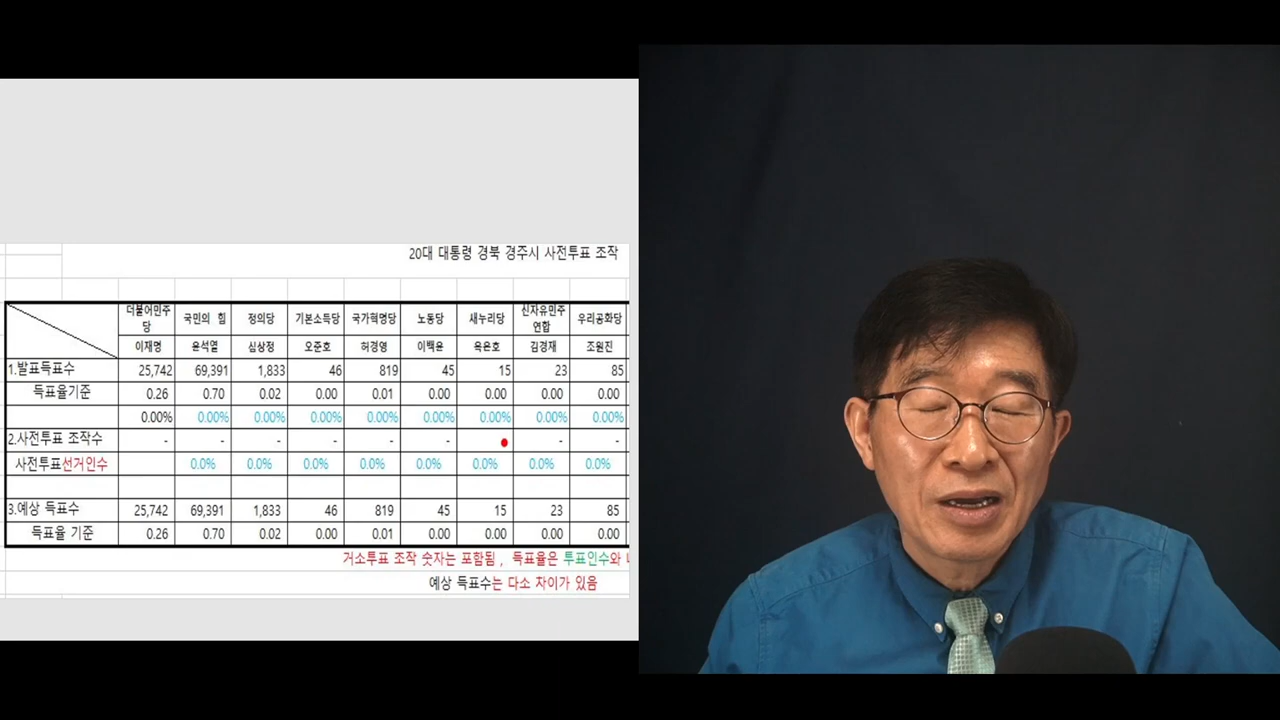 20대 대통령 경북 경주시 사전투표 조작
더불어민주당 국민의 힘 정의당 기본소득당 국가혁명당 노동당 새누리당 신자유민주연합 우리공화당
이재명 윤석열 심상정 오준호 허경영 이백윤 옥은호 김경재 조원진
1.발표득표수 25,742 69,391 1,833 46 819 45 15 23 85
득표율기준 0.26 0.70 0.02 0.00 0.01 0.00 0.00 0.00 0.00
0.00% 0.00% 0.00% 0.00% 0.00% 0.00% 0.00% 0.00% 0.00%
2.사전투표 조작수 - - - - - - - -
사전투표선거인수 0.0% 0.0% 0.0% 0.0% 0.0% 0.0% 0.0% 0.0%
3.예상 득표수 25,742 69,391 1,833 46 819 45 15 23 85
득표율 기준 0.26 0.70 0.02 0.00 0.01 0.00 0.00 0.00 0.00
거소투표 조작 숫자는 포함됨 , 득표율은 투표인수와
예상 득표수는 다소 차이가 있음